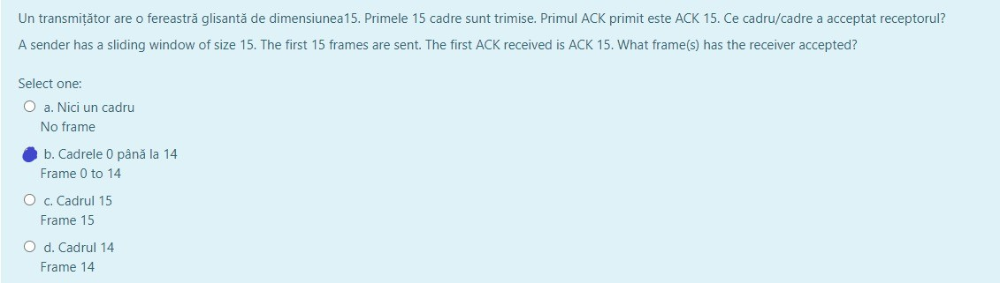 Un transmițător are o fereastră glisantă de dimensiunea15. Primele 15 cadre sunt trimise. Primul ACK primit este ACK 15. Ce cadru/cadre a acceptat receptorul?
A sender has a sliding window of size 15. The first 15 frames are sent. The first ACK received is ACK 15. What frame(s) has the receiver accepted?
Select one:
a. Nici un cadru
No frame
b. Cadrele 0 până la 14
Frame 0 to 14
c. Cadrul 15
Frame 15
d. Cadrul 14
Frame 14